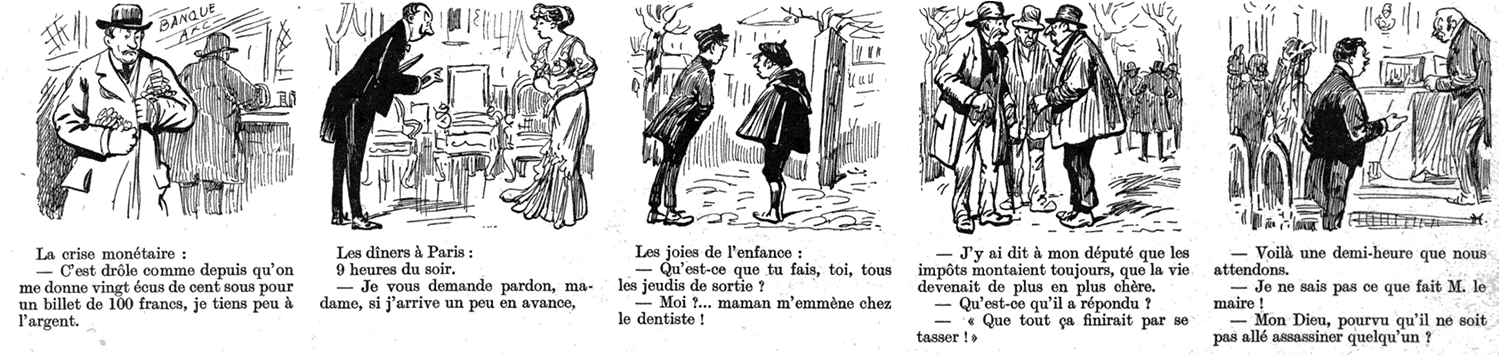 BANQUE
La crise monétaire :
— C'est drôle comme depuis qu'on
me donne vingt écus de cent sous pour
un billet de 100 francs, je tiens peu à
l'argent.
Les dîners à Paris :
9 heures du soir.
— Je vous demande pardon, ma-
dame, si j'arrive un peu en avance,
Les joies de l'enfance :
— Qu'est-ce que tu fais, toi, tous
les jeudis de sortie ?
— Moi ?... maman m'emmène chez
le dentiste !
— J'y ai dit à mon député que les
impôts montaient toujours, que la vie
devenait de plus en plus chère.
— Qu'est-ce qu'il a répondu ?
— « Que tout ça finirait par se
tasser ! »
— Voilà une demi-heure que nous
attendons.
— Je ne sais pas ce que fait M. le
maire !
— Mon Dieu, pourvu qu'il ne soit
pas allé assassiner quelqu'un ?